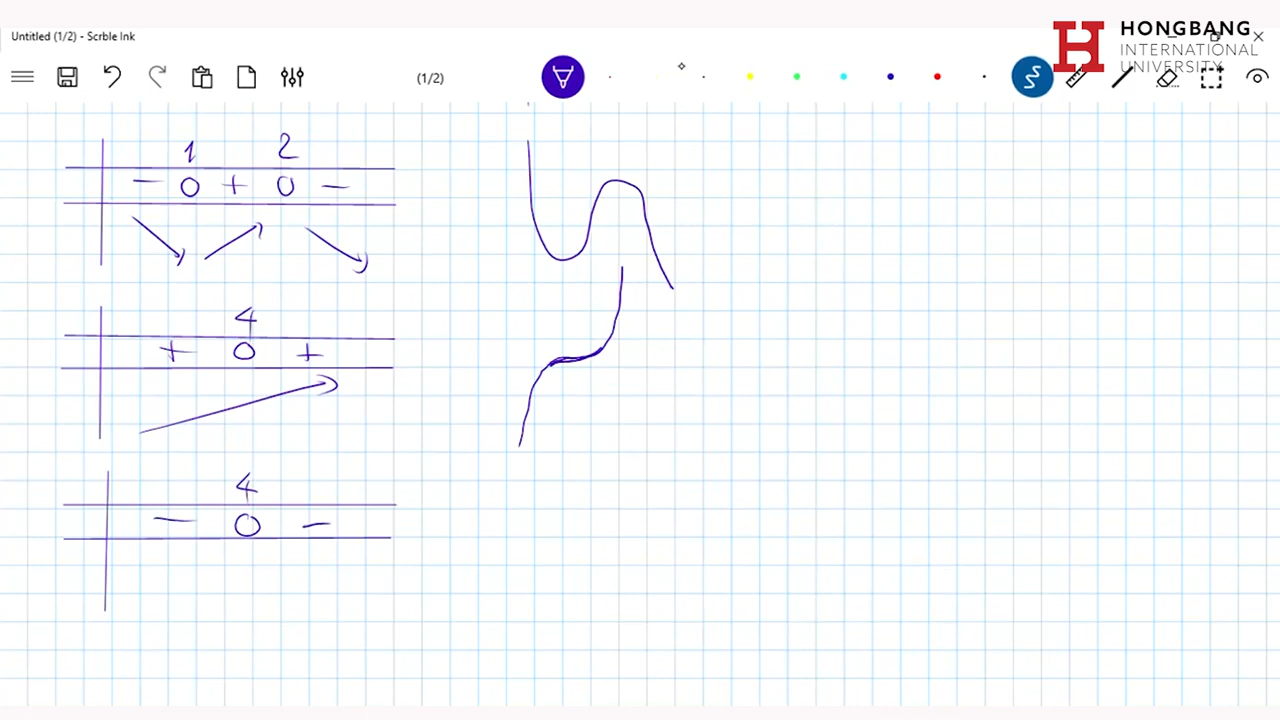 Untitled (1/2) - Scrble Ink
HONGBANG
INTERNATIONAL
UNIVERSITY
(1/2)
1 2
− 0 + 0 −
4
+ 0 +
4
− 0 −